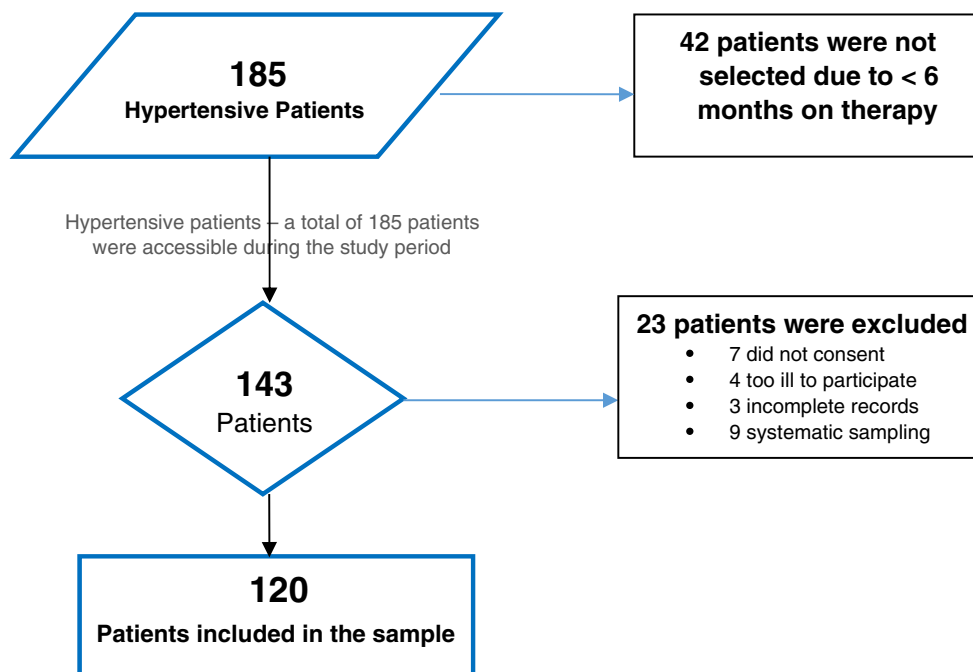 185
Hypertensive Patients
42 patients were not
selected due to < 6
months on therapy
Hypertensive patients – a total of 185 patients
were accessible during the study period
143
Patients
23 patients were excluded
• 7 did not consent
• 4 too ill to participate
• 3 incomplete records
• 9 systematic sampling
120
Patients included in the sample